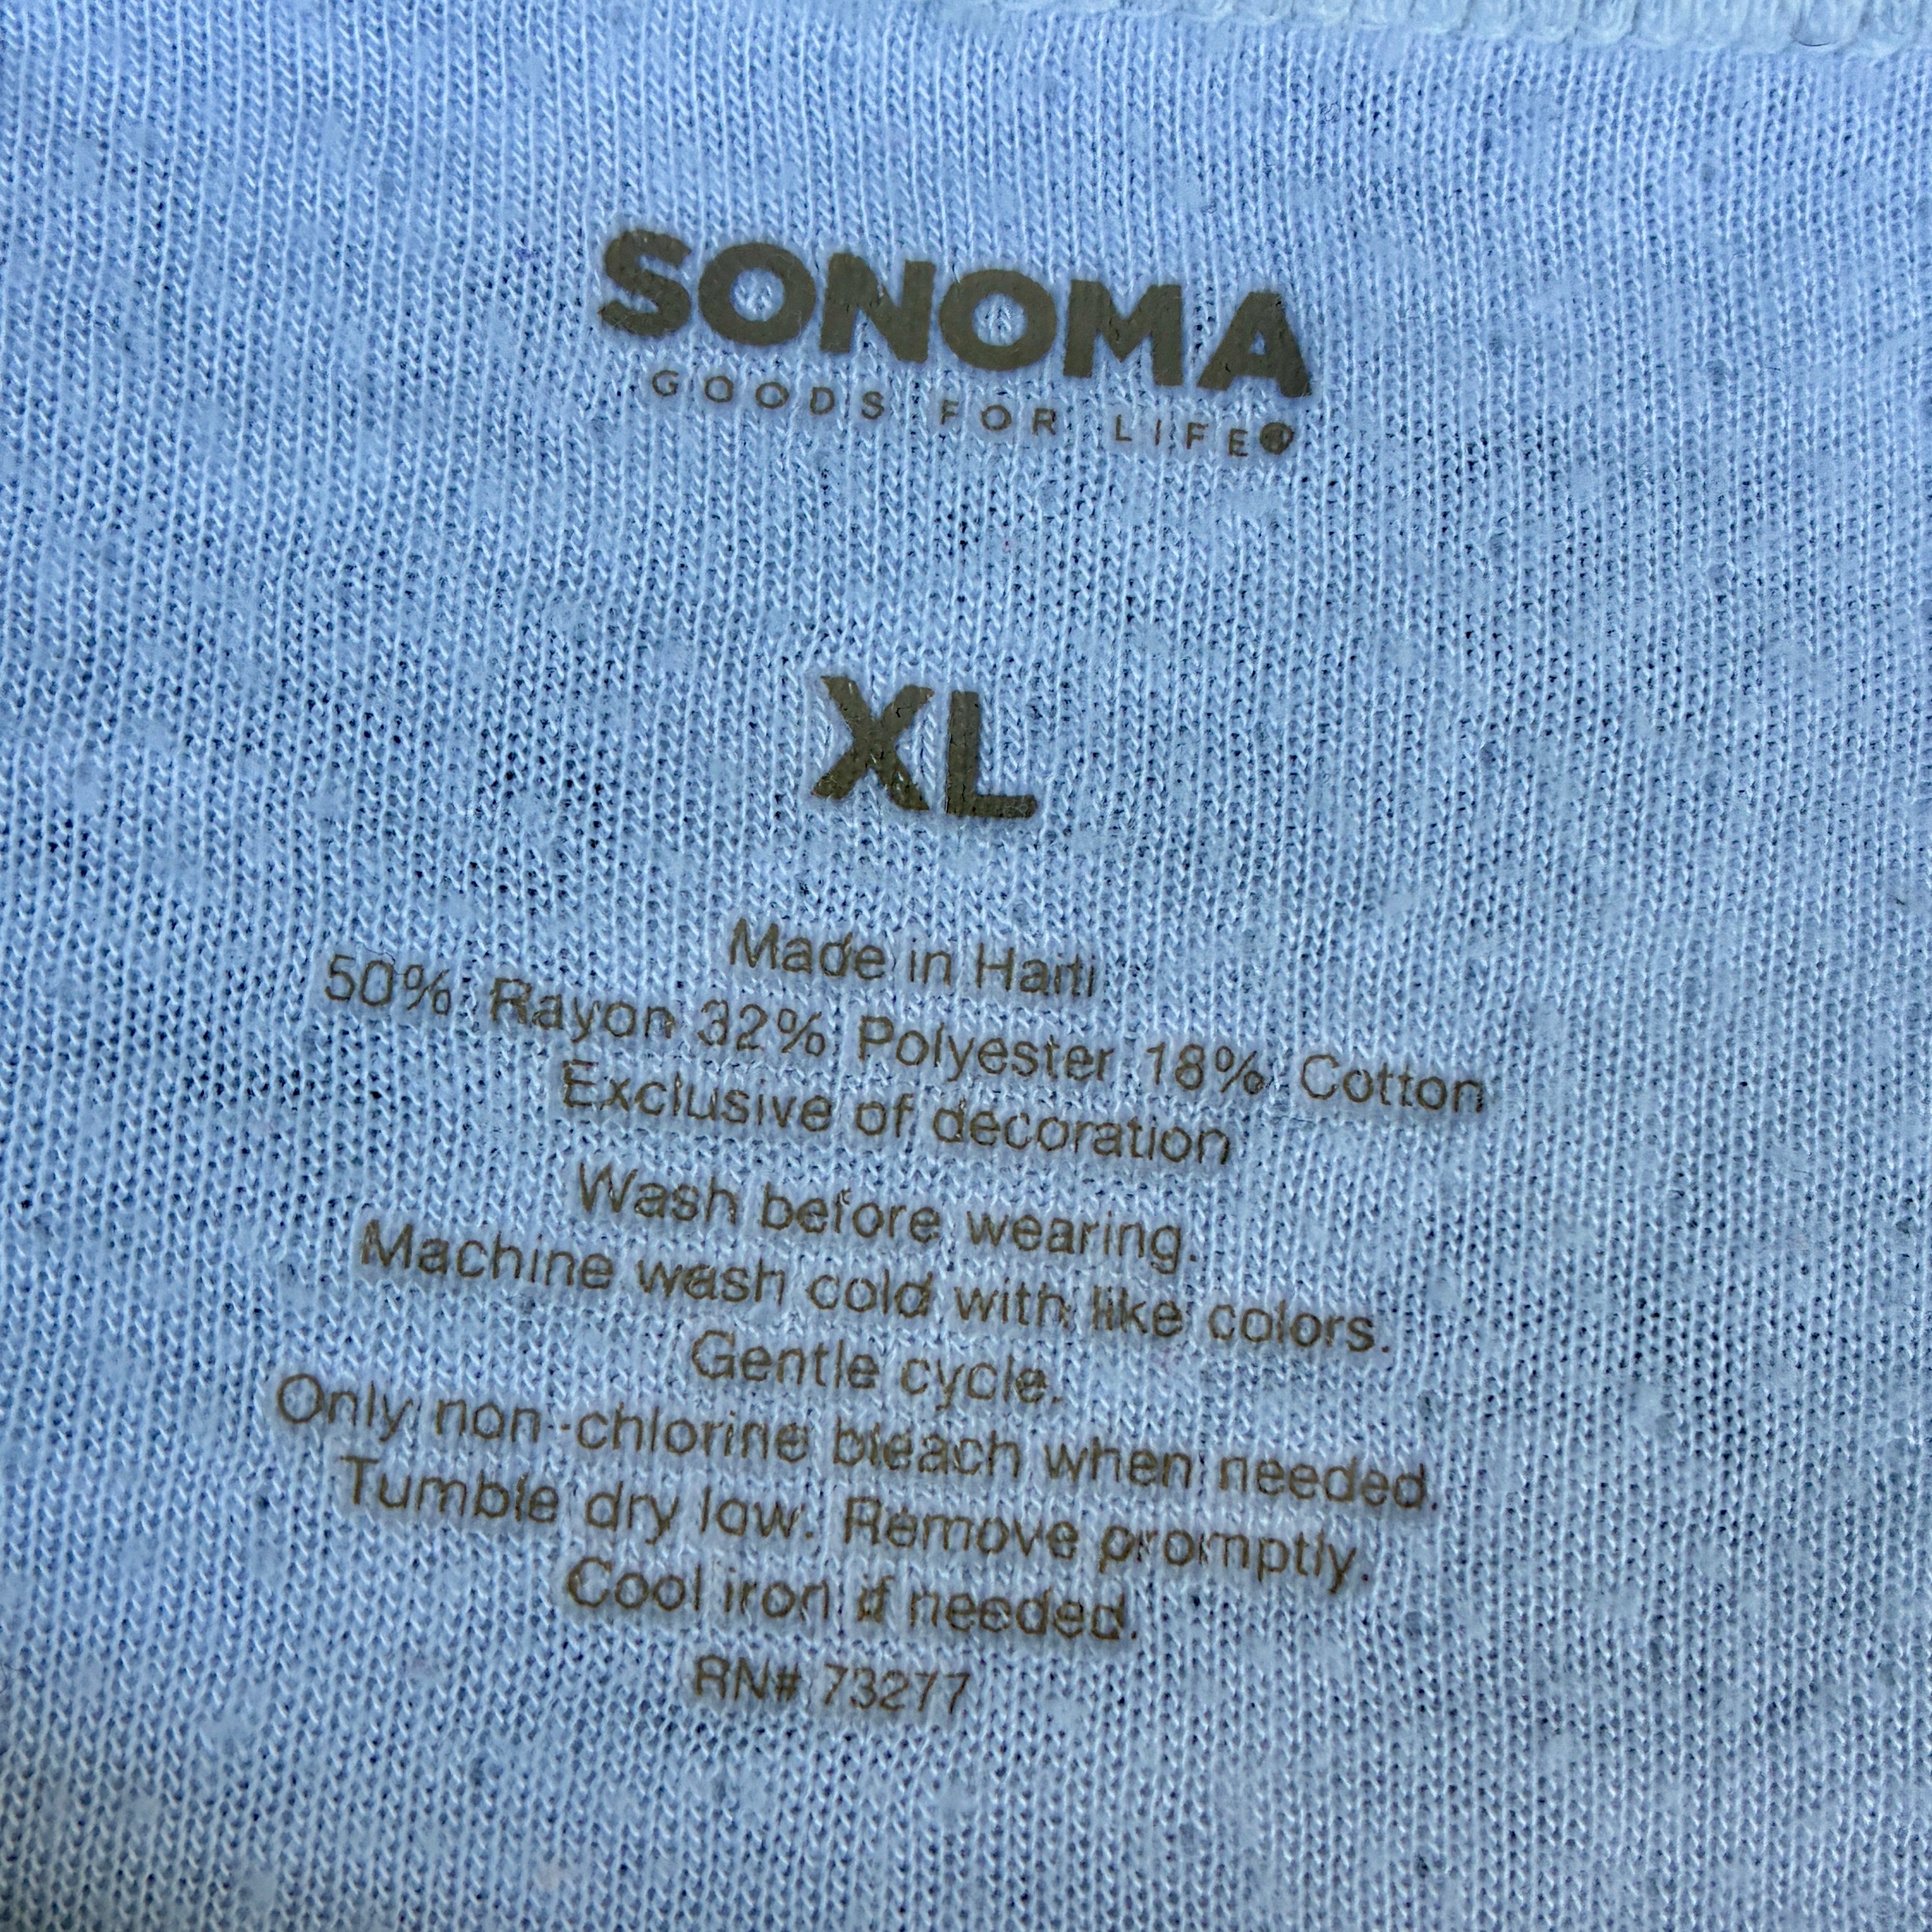 SONOMA
GOODS FOR LIFE®
XL
Made in Haiti
50% Rayon 32% Polyester 18% Cotton
Exclusive of decoration
Wash before wearing.
Machine wash cold with like colors.
Gentle cycle.
Only non-chlorine bleach when needed.
Tumble dry low. Remove promptly.
Cool iron if needed.
RN# 73277